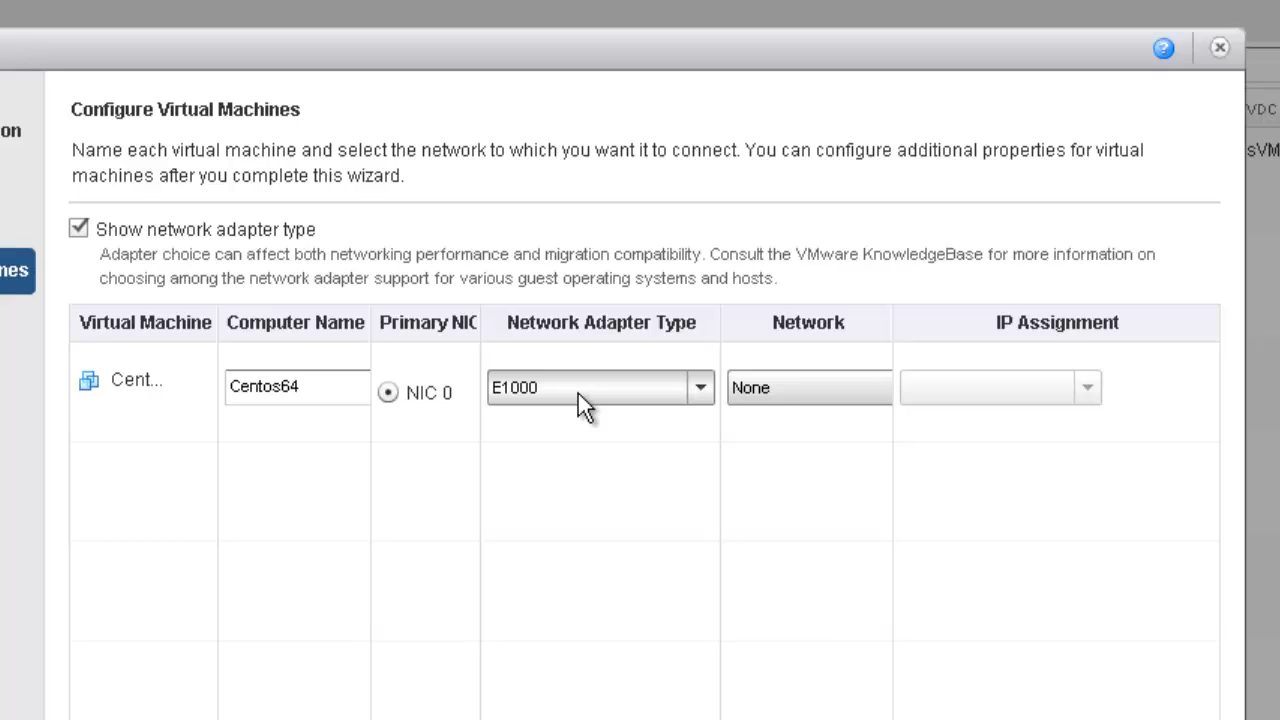 Configure Virtual Machines
on
VDC
Name each virtual machine and select the network to which you want it to connect. You can configure additional properties for virtual
machines after you complete this wizard.
sVM
Show network adapter type
Adapter choice can affect both networking performance and migration compatibility. Consult the VMware KnowledgeBase for more information on
choosing among the network adapter support for various guest operating systems and hosts.
nes
Virtual Machine Computer Name Primary NIC Network Adapter Type Network IP Assignment
Cent... Centos64 NIC 0 E1000 None